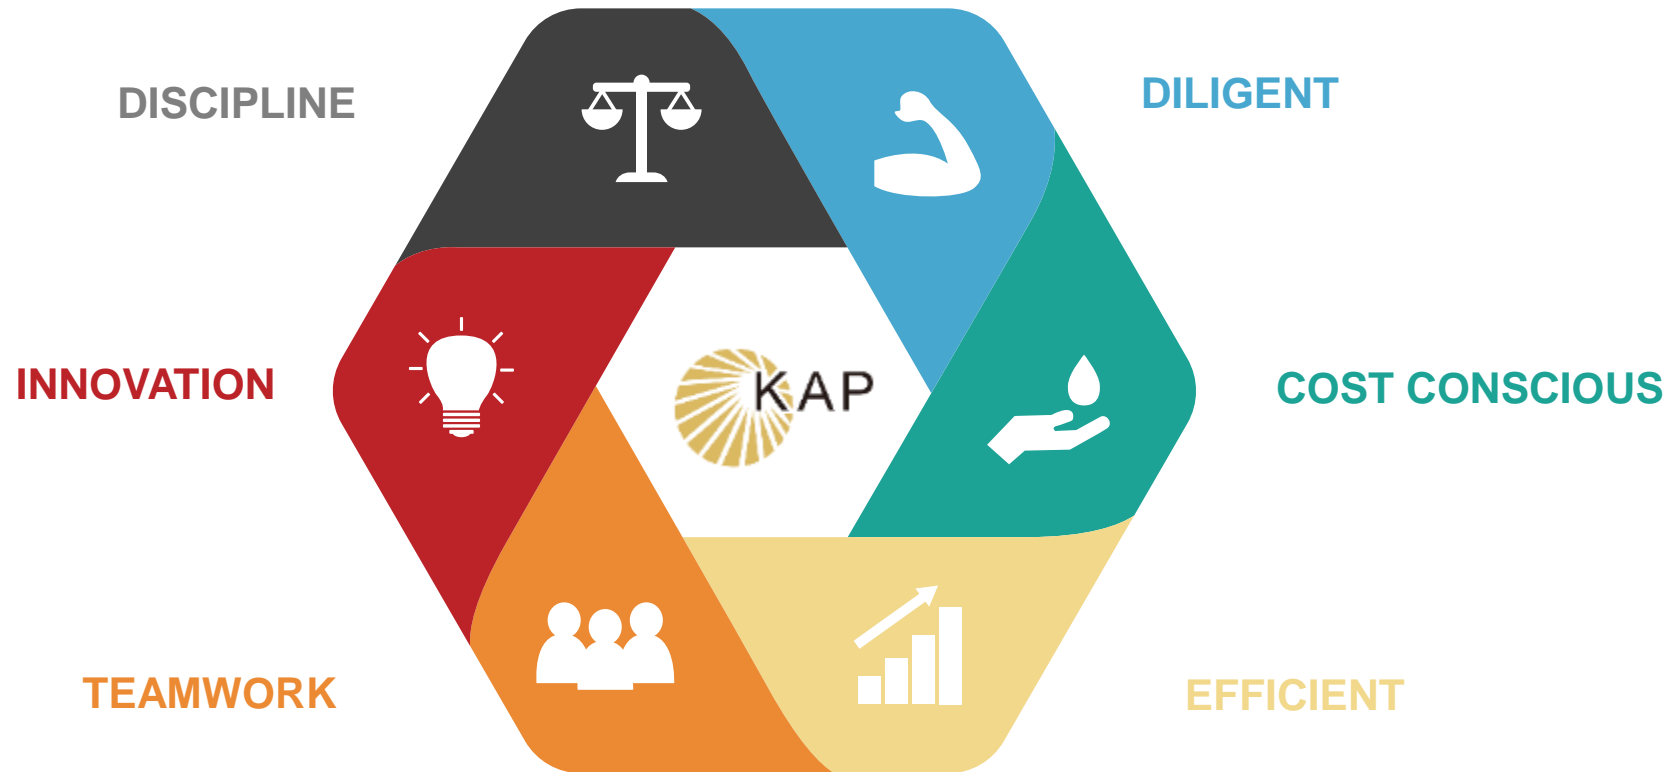 DISCIPLINE
DILIGENT
INNOVATION
KAP
COST CONSCIOUS
TEAMWORK
EFFICIENT